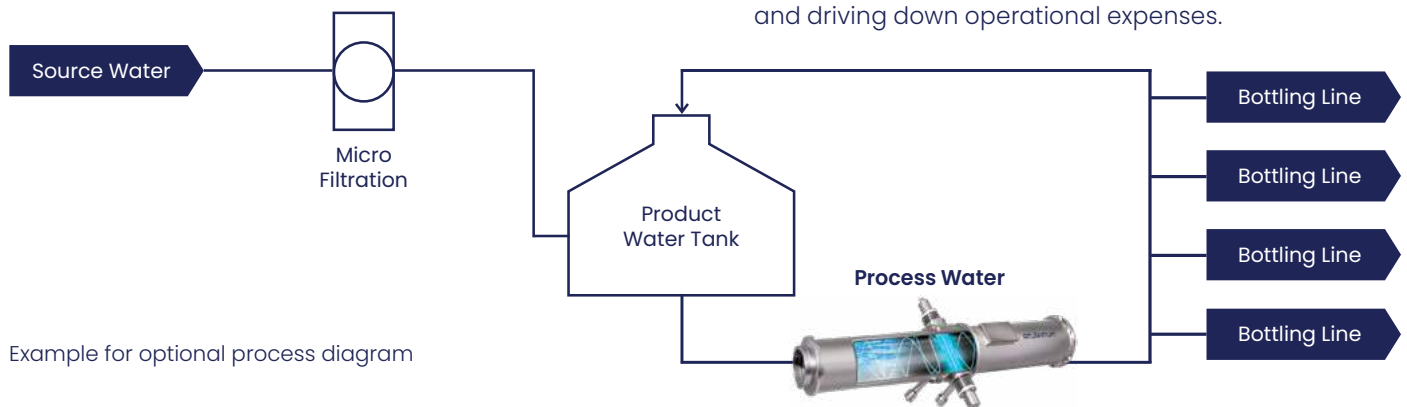 and driving down operational expenses.
Source Water
Micro
Filtration
Product
Water Tank
Process Water
Bottling Line
Bottling Line
Bottling Line
Bottling Line
Example for optional process diagram